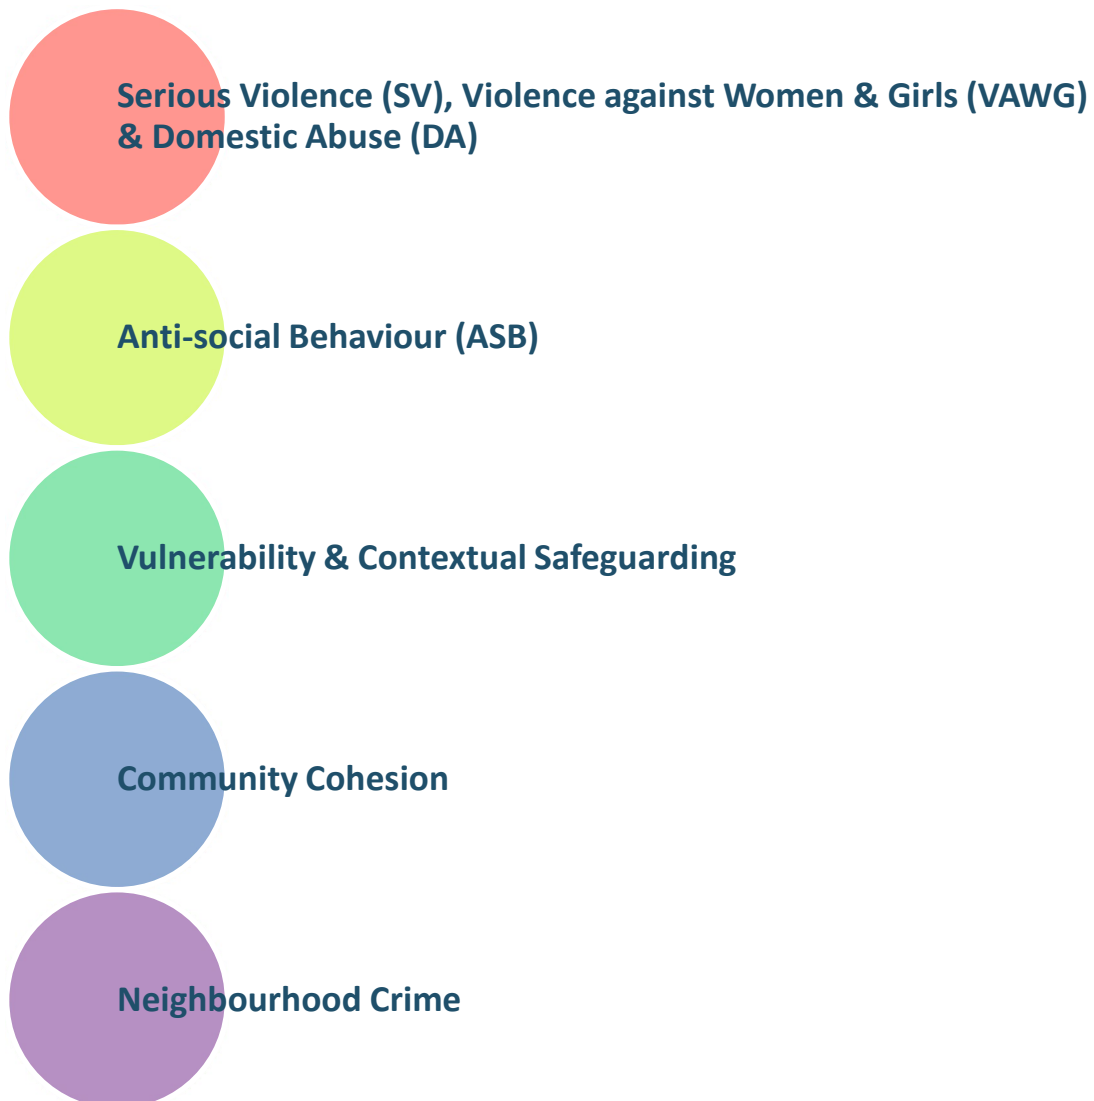 Serious Violence (SV), Violence against Women & Girls (VAWG)
& Domestic Abuse (DA)
Anti-social Behaviour (ASB)
Vulnerability & Contextual Safeguarding
Community Cohesion
Neighbourhood Crime